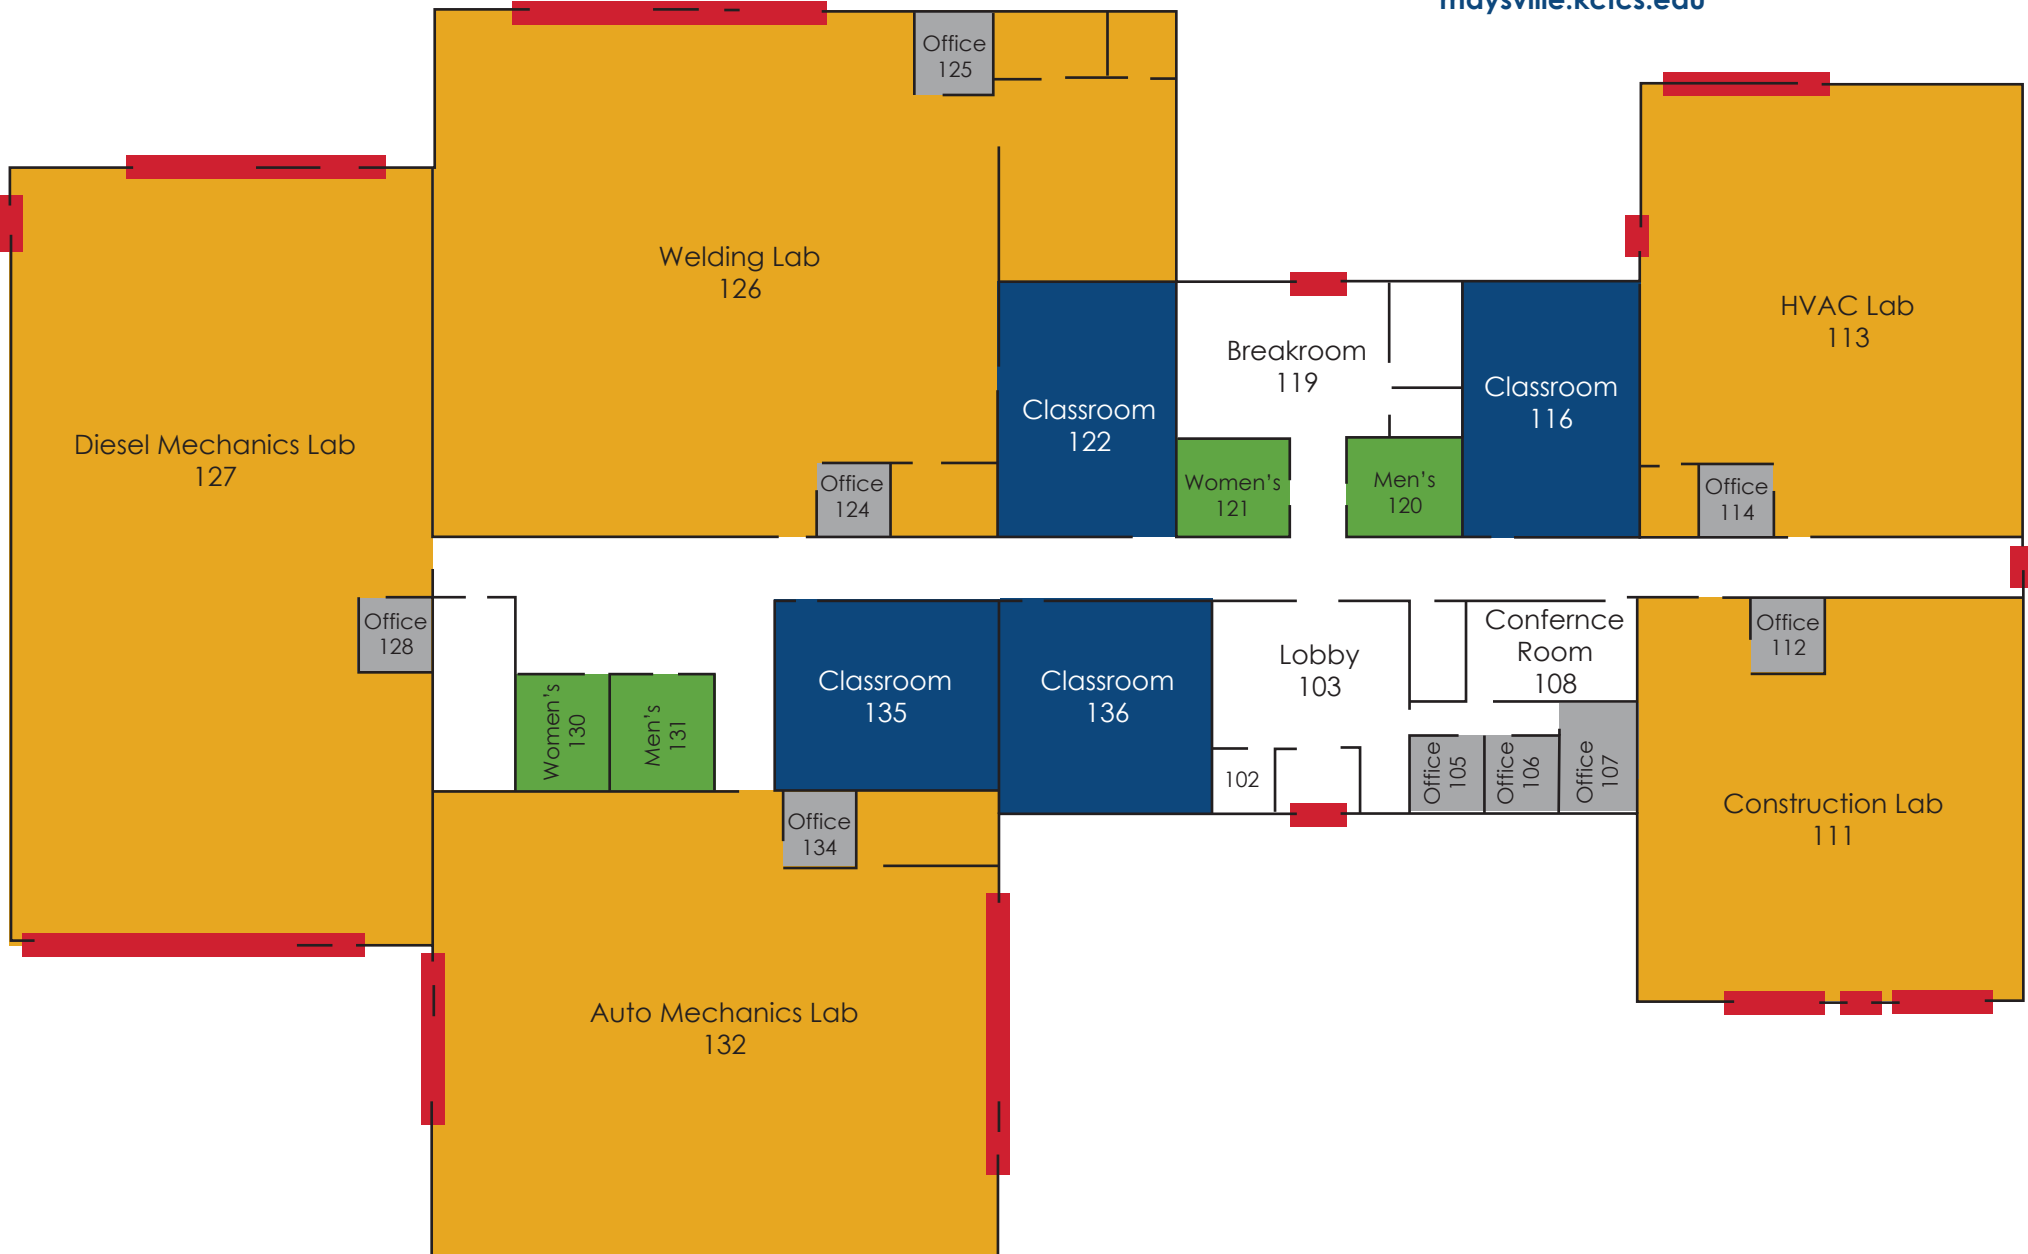 maysville.kctcs.edu
Office
125
Welding Lab
126
HVAC Lab
113
Breakroom
119
Classroom
122
Classroom
116
Diesel Mechanics Lab
127
Office
124
Women's
121
Men's
120
Office
114
Office
128
Women's
130
Men's
131
Classroom
135
Classroom
136
Lobby
103
Confernce
Room
108
Office
112
102
Office
105
Office
106
Office
107
Office
134
Construction Lab
111
Auto Mechanics Lab
132